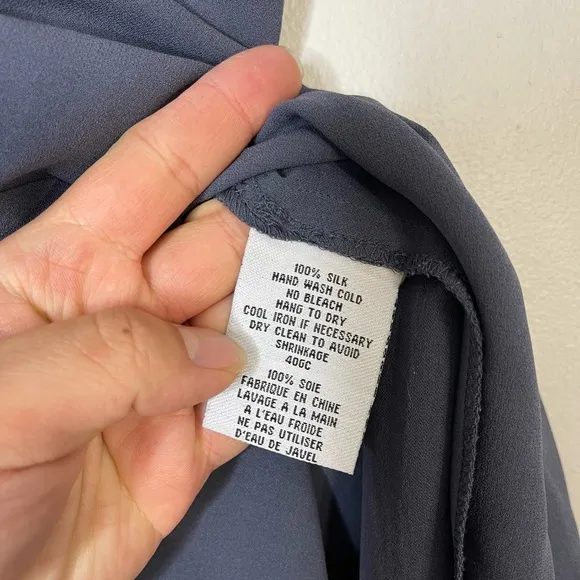 100% SILK
HAND WASH COLD
NO BLEACH
HANG TO DRY
COOL IRON IF NECESSARY
DRY CLEAN TO AVOID
SHRINKAGE
40GC
100% SOIE
FABRIQUE EN CHINE
LAVAGE A LA MAIN
A L'EAU FROIDE
NE PAS UTILISER
D'EAU DE JAVEL